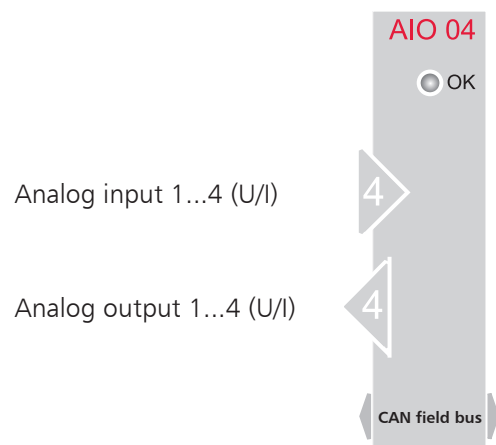 AIO 04
OK
Analog input 1...4 (U/I)
4
Analog output 1...4 (U/I)
4
CAN field bus